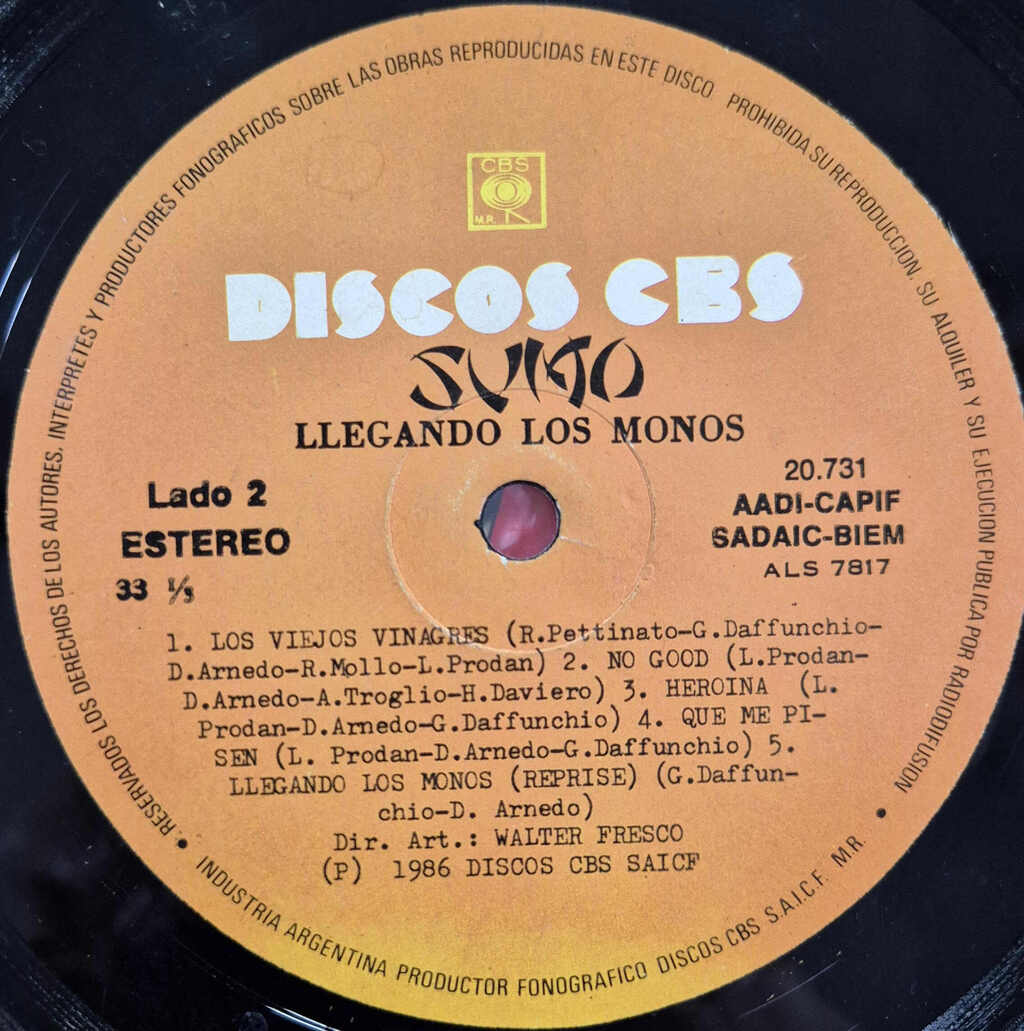 RESERVADOS LOS DERECHOS DE LOS AUTORES, INTERPRETES Y PRODUCTORES FONOGRAFICOS SOBRE LAS OBRAS REPRODUCIDAS EN ESTE DISCO. PROHIBIDA SU REPRODUCCION, SU ALQUILER Y SU EJECUCION PUBLICA POR RADIODIFUSION
CBS
M.R.
DISCOS CBS
SUMO
LLEGANDO LOS MONOS
Lado 2
ESTEREO
33 1/3
20.731
AADI-CAPIF
SADAIC-BIEM
ALS 7817
1. LOS VIEJOS VINAGRES (R.Pettinato-G.Daffunchio-
D.Arnedo-R.Mollo-L.Prodan) 2. NO GOOD (L.Prodan-
D.Arnedo-A.Troglio-H.Daviero) 3. HEROINA (L.
Prodan-D.Arnedo-G.Daffunchio) 4. QUE ME PI-
SEN (L. Prodan-D.Arnedo-G.Daffunchio) 5.
LLEGANDO LOS MONOS (REPRISE) (G.Daffun-
chio-D. Arnedo)
Dir. Art.: WALTER FRESCO
(P) 1986 DISCOS CBS SAICF
• INDUSTRIA ARGENTINA PRODUCTOR FONOGRAFICO DISCOS CBS S.A.I.C.F. M.R. •